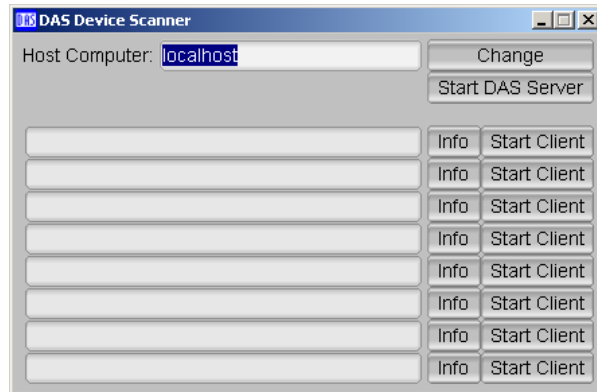 DAS DAS Device Scanner
Host Computer: localhost Change
Start DAS Server
Info Start Client
Info Start Client
Info Start Client
Info Start Client
Info Start Client
Info Start Client
Info Start Client
Info Start Client